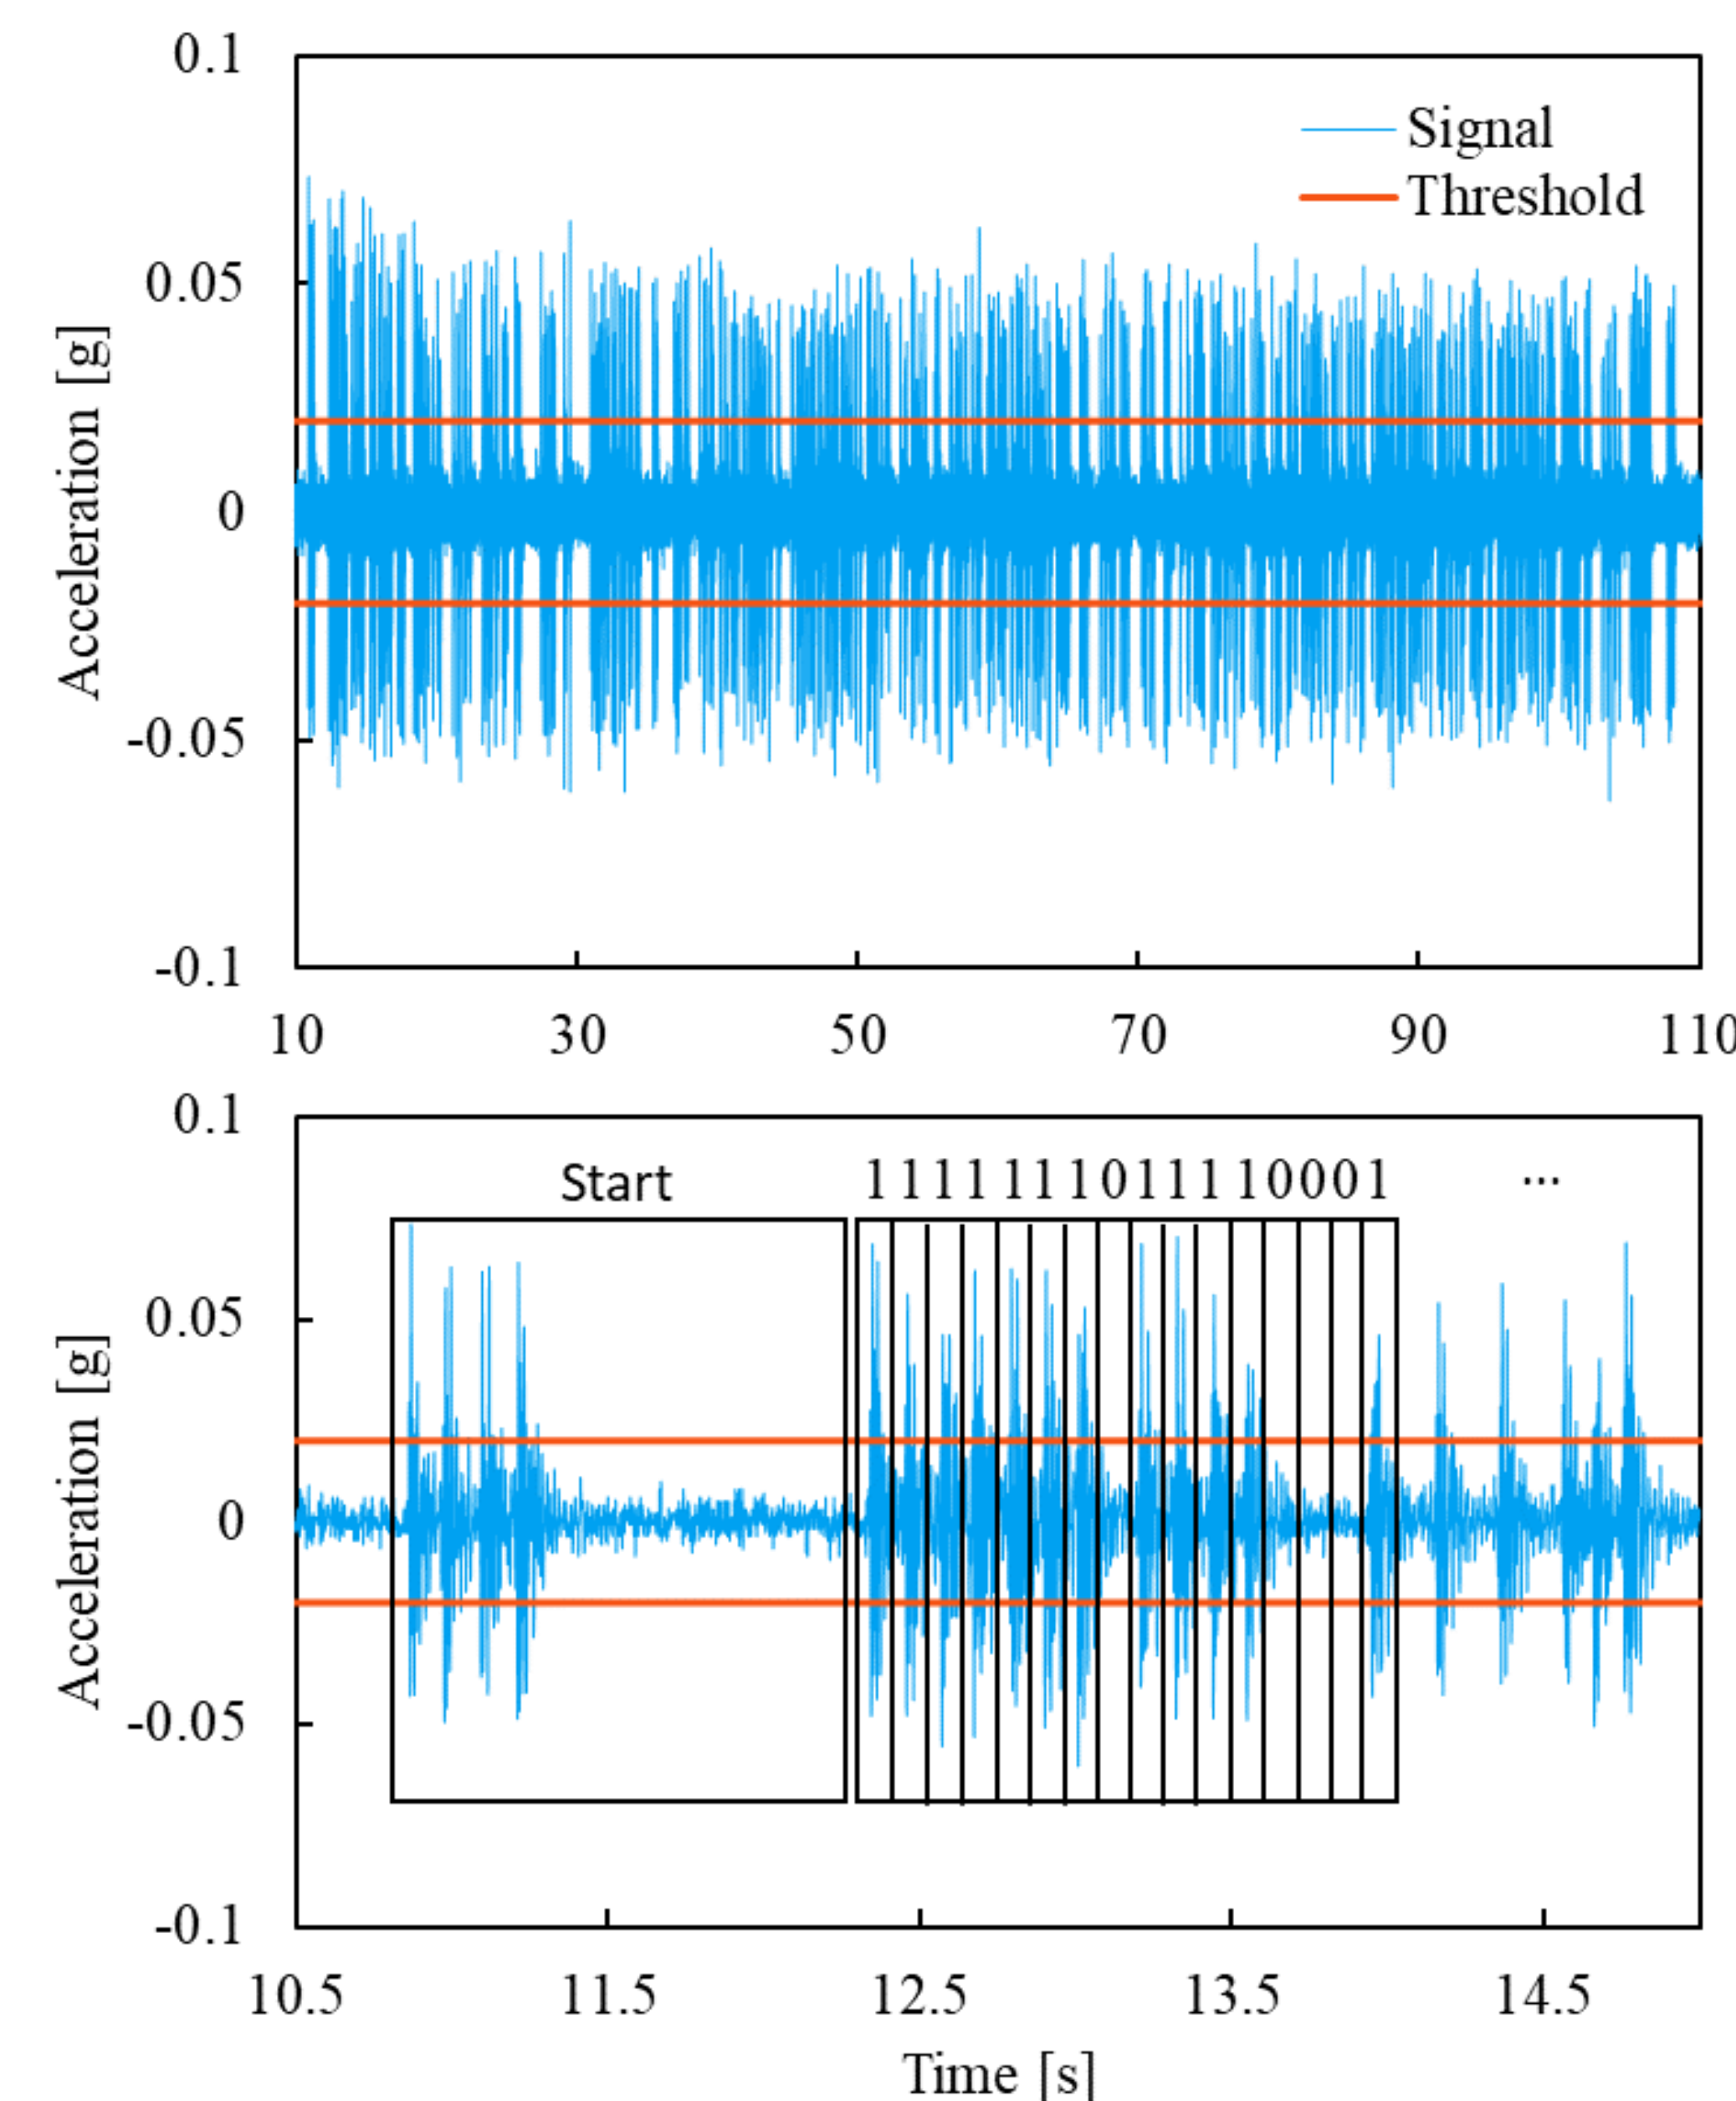 0.1
Signal
Threshold
0.05
Acceleration [g]
0
-0.05
-0.1
10 30 50 70 90 110
0.1
Start 1 1 1 1 1 1 1 0 1 1 1 1 0 0 0 1 ...
0.05
Acceleration [g]
0
-0.05
-0.1
10.5 11.5 12.5 13.5 14.5
Time [s]